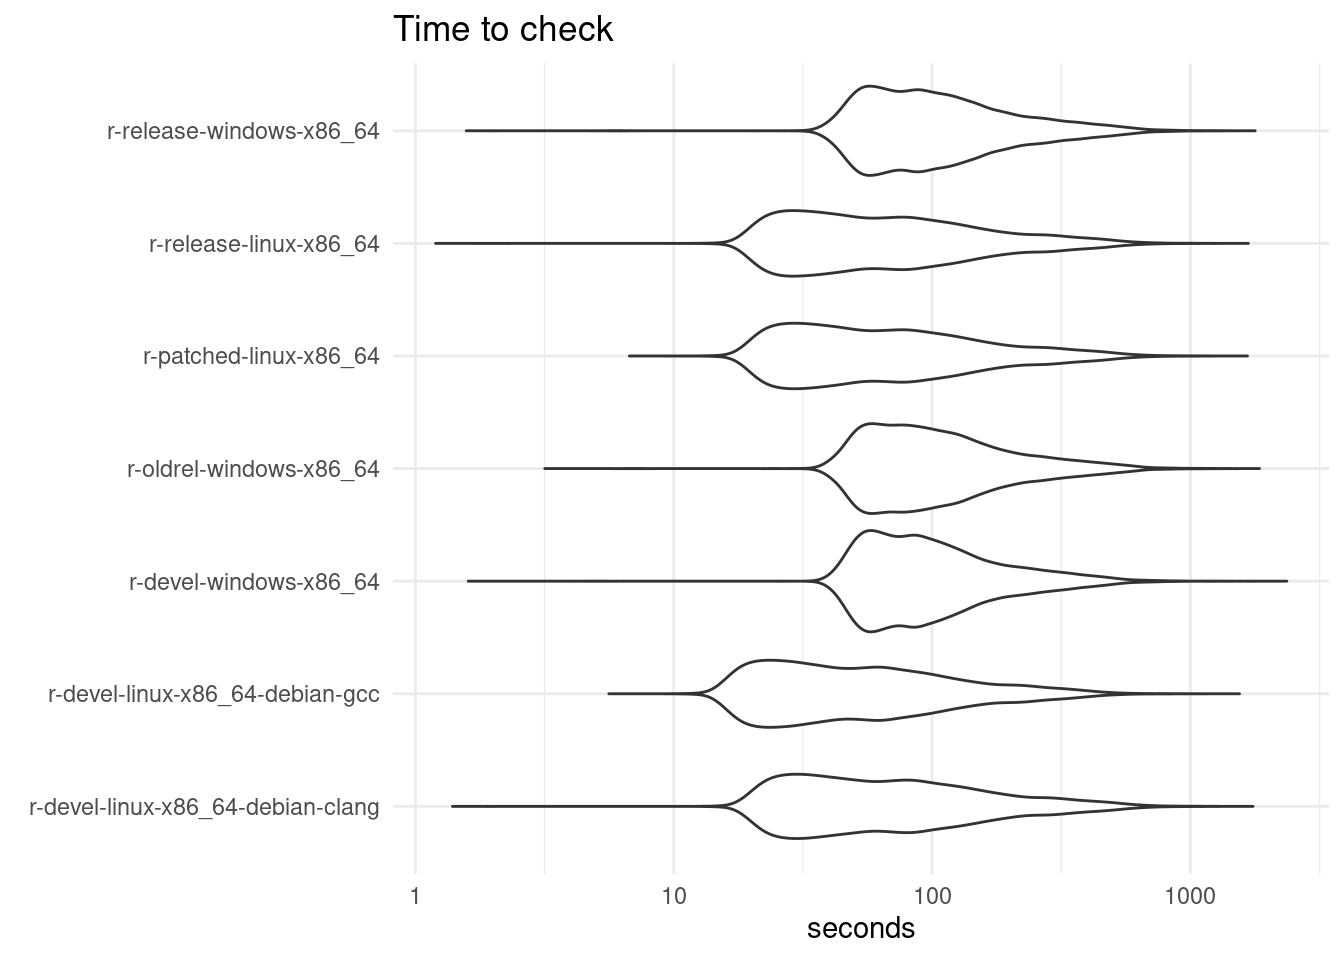 Time to check
r-release-windows-x86_64
r-release-linux-x86_64
r-patched-linux-x86_64
r-oldrel-windows-x86_64
r-devel-windows-x86_64
r-devel-linux-x86_64-debian-gcc
r-devel-linux-x86_64-debian-clang
1 10 100 1000
seconds